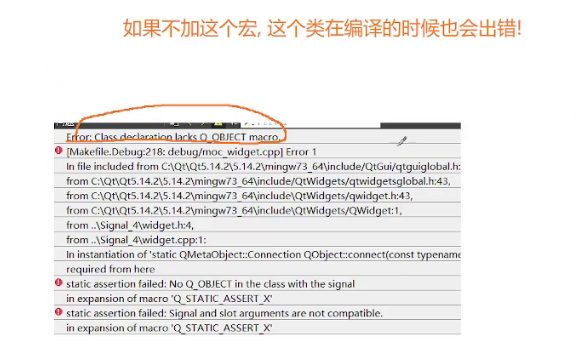 如果不加这个宏, 这个类在编译的时候也会出错!
Error: Class declaration lacks Q_OBJECT macro.
[Makefile.Debug:218: debug/moc_widget.cpp] Error 1
In file included from C:\Qt\Qt5.14.2\5.14.2\mingw73_64\include/QtGui/qtguiglobal.h:
from C:\Qt\Qt5.14.2\5.14.2\mingw73_64\include/QtWidgets/qtwidgetsglobal.h:43,
from C:\Qt\Qt5.14.2\5.14.2\mingw73_64\include/QtWidgets/qwidget.h:43,
from C:\Qt\Qt5.14.2\5.14.2\mingw73_64\include\QtWidgets/QWidget:1,
from ..\Signal_4\widget.h:4,
from ..\Signal_4\widget.cpp:1:
In instantiation of 'static QMetaObject::Connection QObject::connect(const typename
required from here
static assertion failed: No Q_OBJECT in the class with the signal
in expansion of macro 'Q_STATIC_ASSERT_X'
static assertion failed: Signal and slot arguments are not compatible.
in expansion of macro 'Q_STATIC_ASSERT_X'